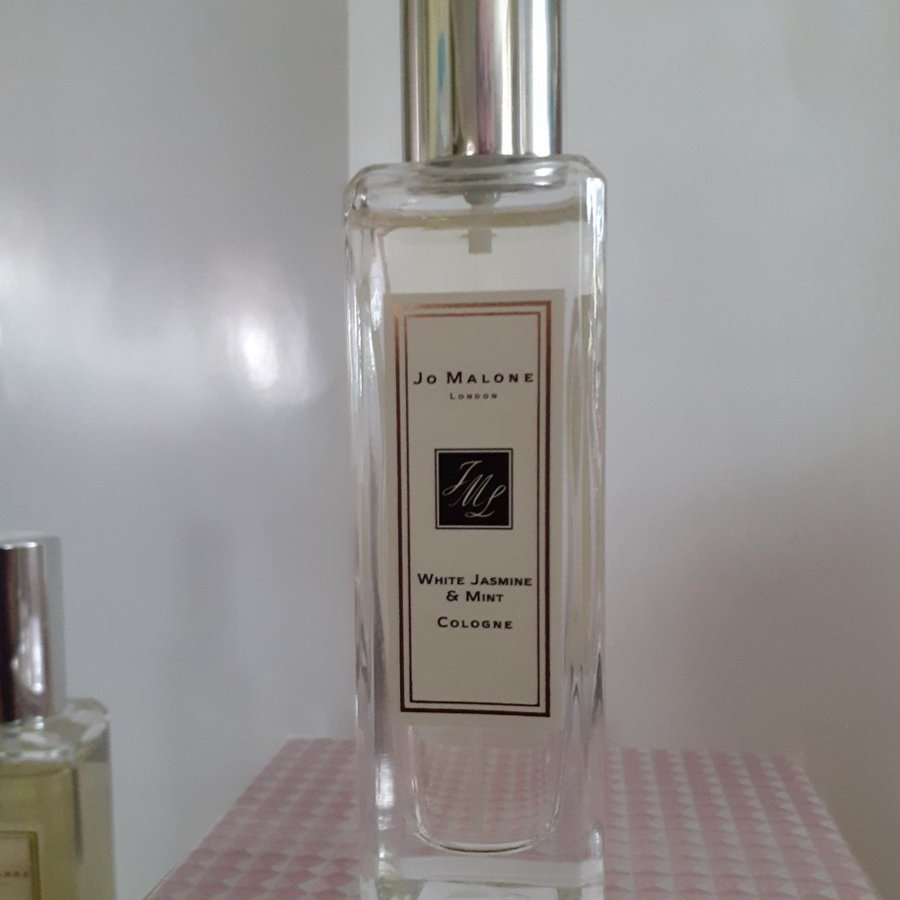 Jo Malone
London
JML
White Jasmine
& Mint
Cologne